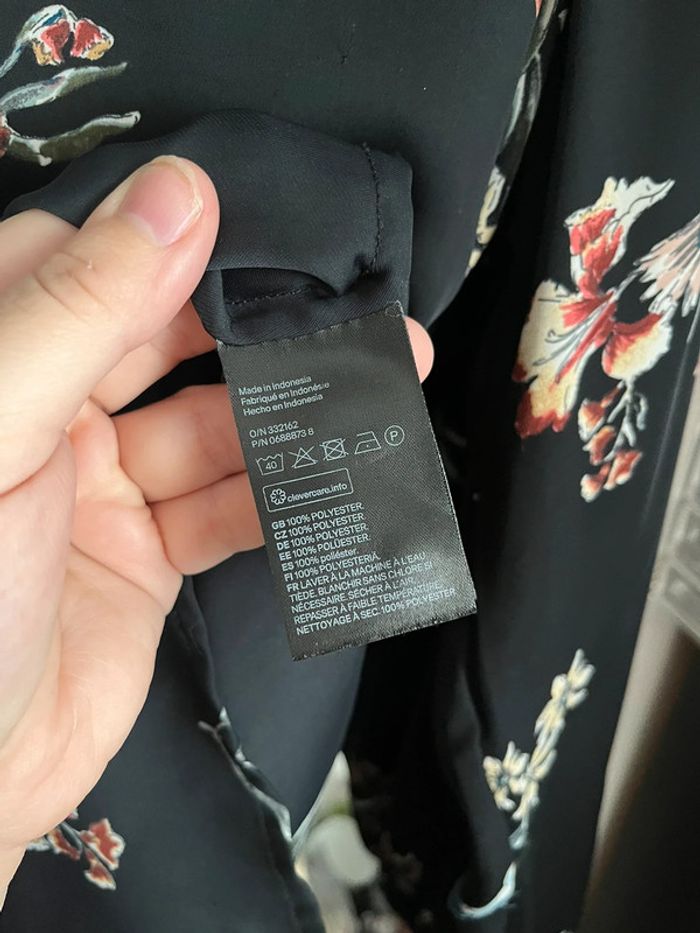 Made in Indonesia
Fabriqué en Indonésie
Hecho en Indonesia
O/N 332162
P/N 0688873 8
40 P
clevercare.info
GB 100% POLYESTER.
CZ 100% POLYESTER.
DE 100% POLYESTER.
EE 100% POLÜESTER.
ES 100% poliéster.
FI 100% POLYESTERIÄ.
FR LAVER À LA MACHINE À L'EAU
TIÈDE. BLANCHIR SANS CHLORE SI
NÉCESSAIRE. SÉCHER À L'AIR.
REPASSER À FAIBLE TEMPÉRATURE.
NETTOYAGE À SEC. 100% POLYESTER